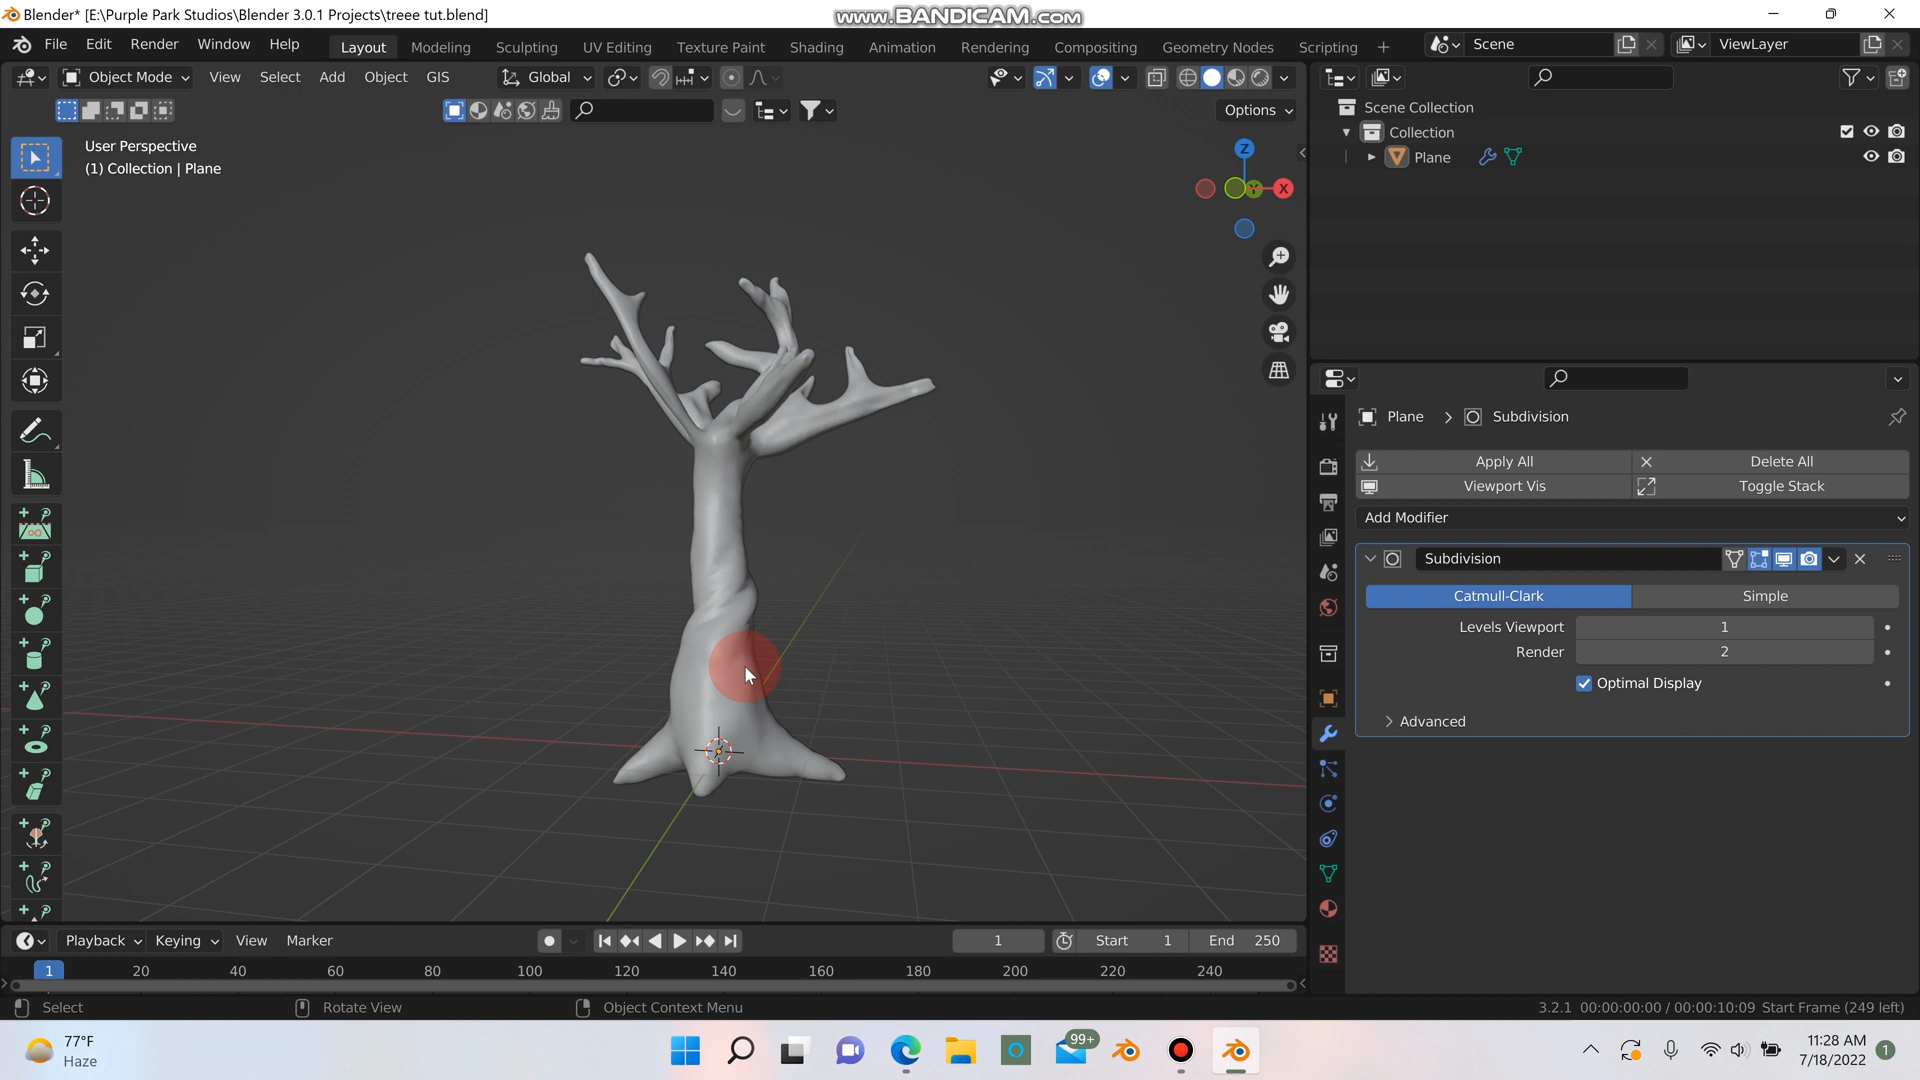 Blender* [E:\Purple Park Studios\Blender 3.0.1 Projects\treee tut.blend]
www.BANDICAM.com
File Edit Render Window Help Layout Modeling Sculpting UV Editing Texture Paint Shading Animation Rendering Compositing Geometry Nodes Scripting + Scene ViewLayer
Object Mode View Select Add Object GIS Global
Options
User Perspective
(1) Collection | Plane
Z
Y
X
Scene Collection
Collection
Plane
Plane > Subdivision
Apply All Delete All
Viewport Vis Toggle Stack
Add Modifier
Subdivision
Catmull-Clark Simple
Levels Viewport 1
Render 2
Optimal Display
Advanced
Playback Keying View Marker 1 Start 1 End 250
1 20 40 60 80 100 120 140 160 180 200 220 240
Select Rotate View Object Context Menu 3.2.1 00:00:00:00 / 00:00:10:09 Start Frame (249 left)
77°F
Haze
99+
11:28 AM
7/18/2022
1